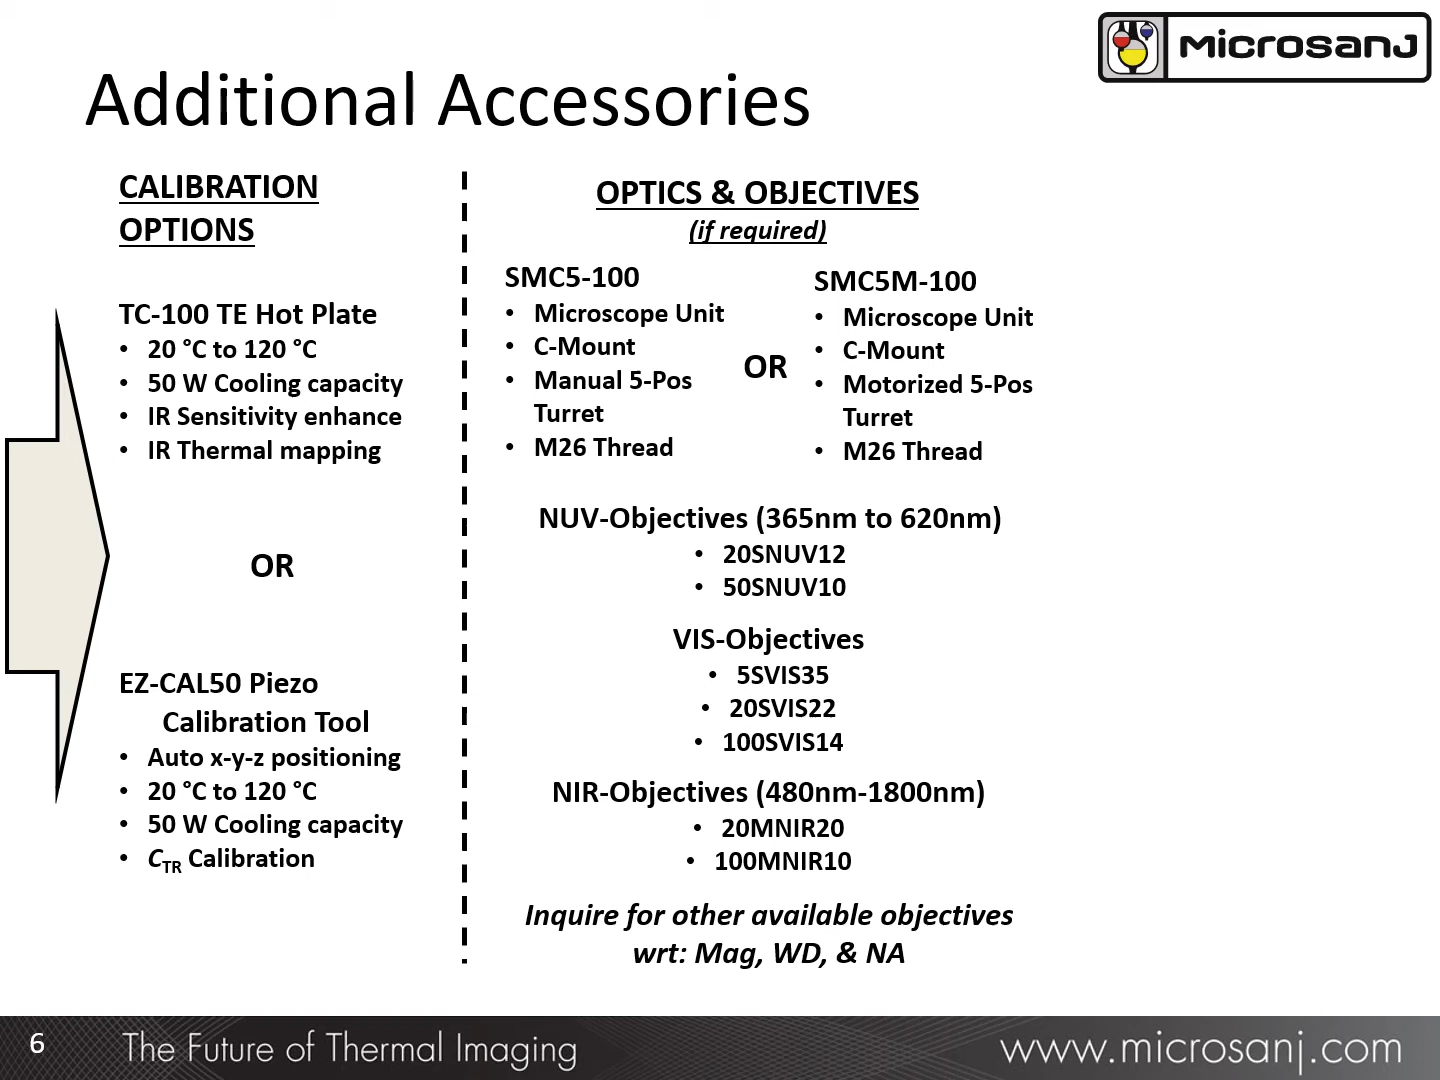 MICROSANJ
Additional Accessories
CALIBRATION
OPTIONS
TC-100 TE Hot Plate
• 20 °C to 120 °C
• 50 W Cooling capacity
• IR Sensitivity enhance
• IR Thermal mapping
OR
EZ-CAL50 Piezo
Calibration Tool
• Auto x-y-z positioning
• 20 °C to 120 °C
• 50 W Cooling capacity
• CTR Calibration
OPTICS & OBJECTIVES
(if required)
SMC5-100
• Microscope Unit
• C-Mount
• Manual 5-Pos
Turret
• M26 Thread
OR
SMC5M-100
• Microscope Unit
• C-Mount
• Motorized 5-Pos
Turret
• M26 Thread
NUV-Objectives (365nm to 620nm)
• 20SNUV12
• 50SNUV10
VIS-Objectives
• 5SVIS35
• 20SVIS22
• 100SVIS14
NIR-Objectives (480nm-1800nm)
• 20MNIR20
• 100MNIR10
Inquire for other available objectives
wrt: Mag, WD, & NA
6
The Future of Thermal Imaging
www.microsanj.com